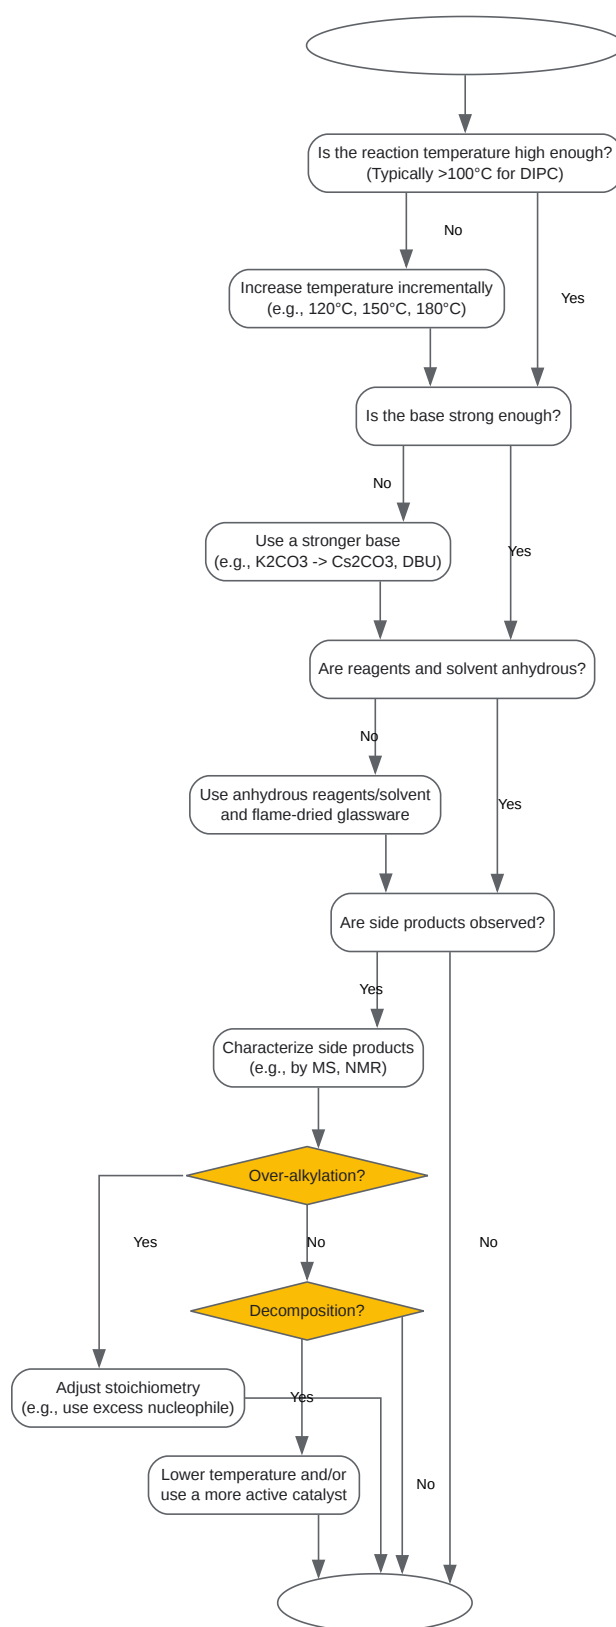 Is the reaction temperature high enough?
(Typically >100°C for DIPC)
No
Increase temperature incrementally
(e.g., 120°C, 150°C, 180°C)
Yes
Is the base strong enough?
No
Use a stronger base
(e.g., K2CO3 -> Cs2CO3, DBU)
Yes
Are reagents and solvent anhydrous?
No
Use anhydrous reagents/solvent
and flame-dried glassware
Yes
Are side products observed?
Yes
Characterize side products
(e.g., by MS, NMR)
Over-alkylation?
Yes
No
No
Decomposition?
Adjust stoichiometry
(e.g., use excess nucleophile)
Yes
Lower temperature and/or
use a more active catalyst
No